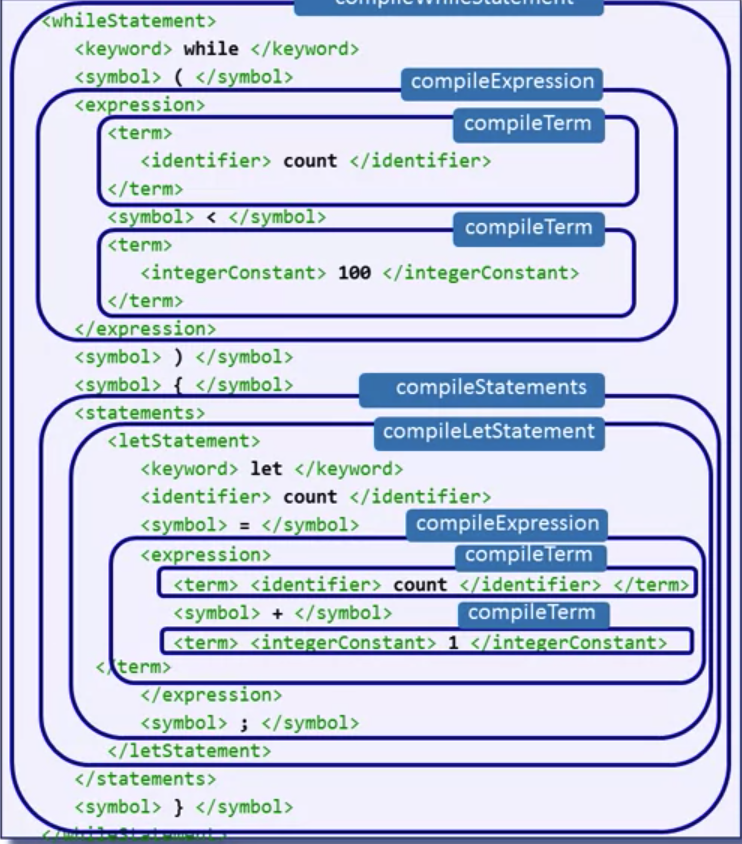 compileWhileStatement
<whileStatement>
<keyword> while </keyword>
<symbol> ( </symbol>
compileExpression
<expression>
compileTerm
<term>
<identifier> count </identifier>
</term>
<symbol> < </symbol>
compileTerm
<term>
<integerConstant> 100 </integerConstant>
</term>
</expression>
<symbol> ) </symbol>
<symbol> { </symbol>
compileStatements
<statements>
compileLetStatement
<letStatement>
<keyword> let </keyword>
<identifier> count </identifier>
<symbol> = </symbol>
compileExpression
<expression>
compileTerm
<term> <identifier> count </identifier> </term>
<symbol> + </symbol>
compileTerm
<term> <integerConstant> 1 </integerConstant>
</term>
</expression>
<symbol> ; </symbol>
</letStatement>
</statements>
<symbol> } </symbol>
</whileStatement>